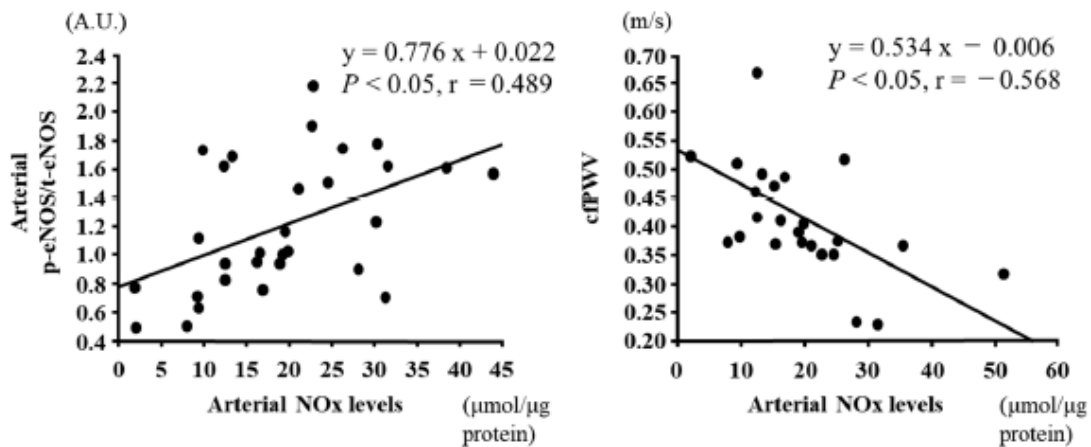 (A.U.)
y = 0.776 x + 0.022
P < 0.05, r = 0.489
Arterial
p-eNOS/t-eNOS
2.4
2.2
2.0
1.8
1.6
1.4
1.2
1.0
0.8
0.6
0.4
0 5 10 15 20 25 30 35 40 45
Arterial NOx levels
(μmol/μg
protein)
(m/s)
y = 0.534 x − 0.006
P < 0.05, r = −0.568
cfPWV
0.70
0.65
0.60
0.55
0.50
0.45
0.40
0.35
0.30
0.25
0.20
0 10 20 30 40 50 60
Arterial NOx levels
(μmol/μg
protein)